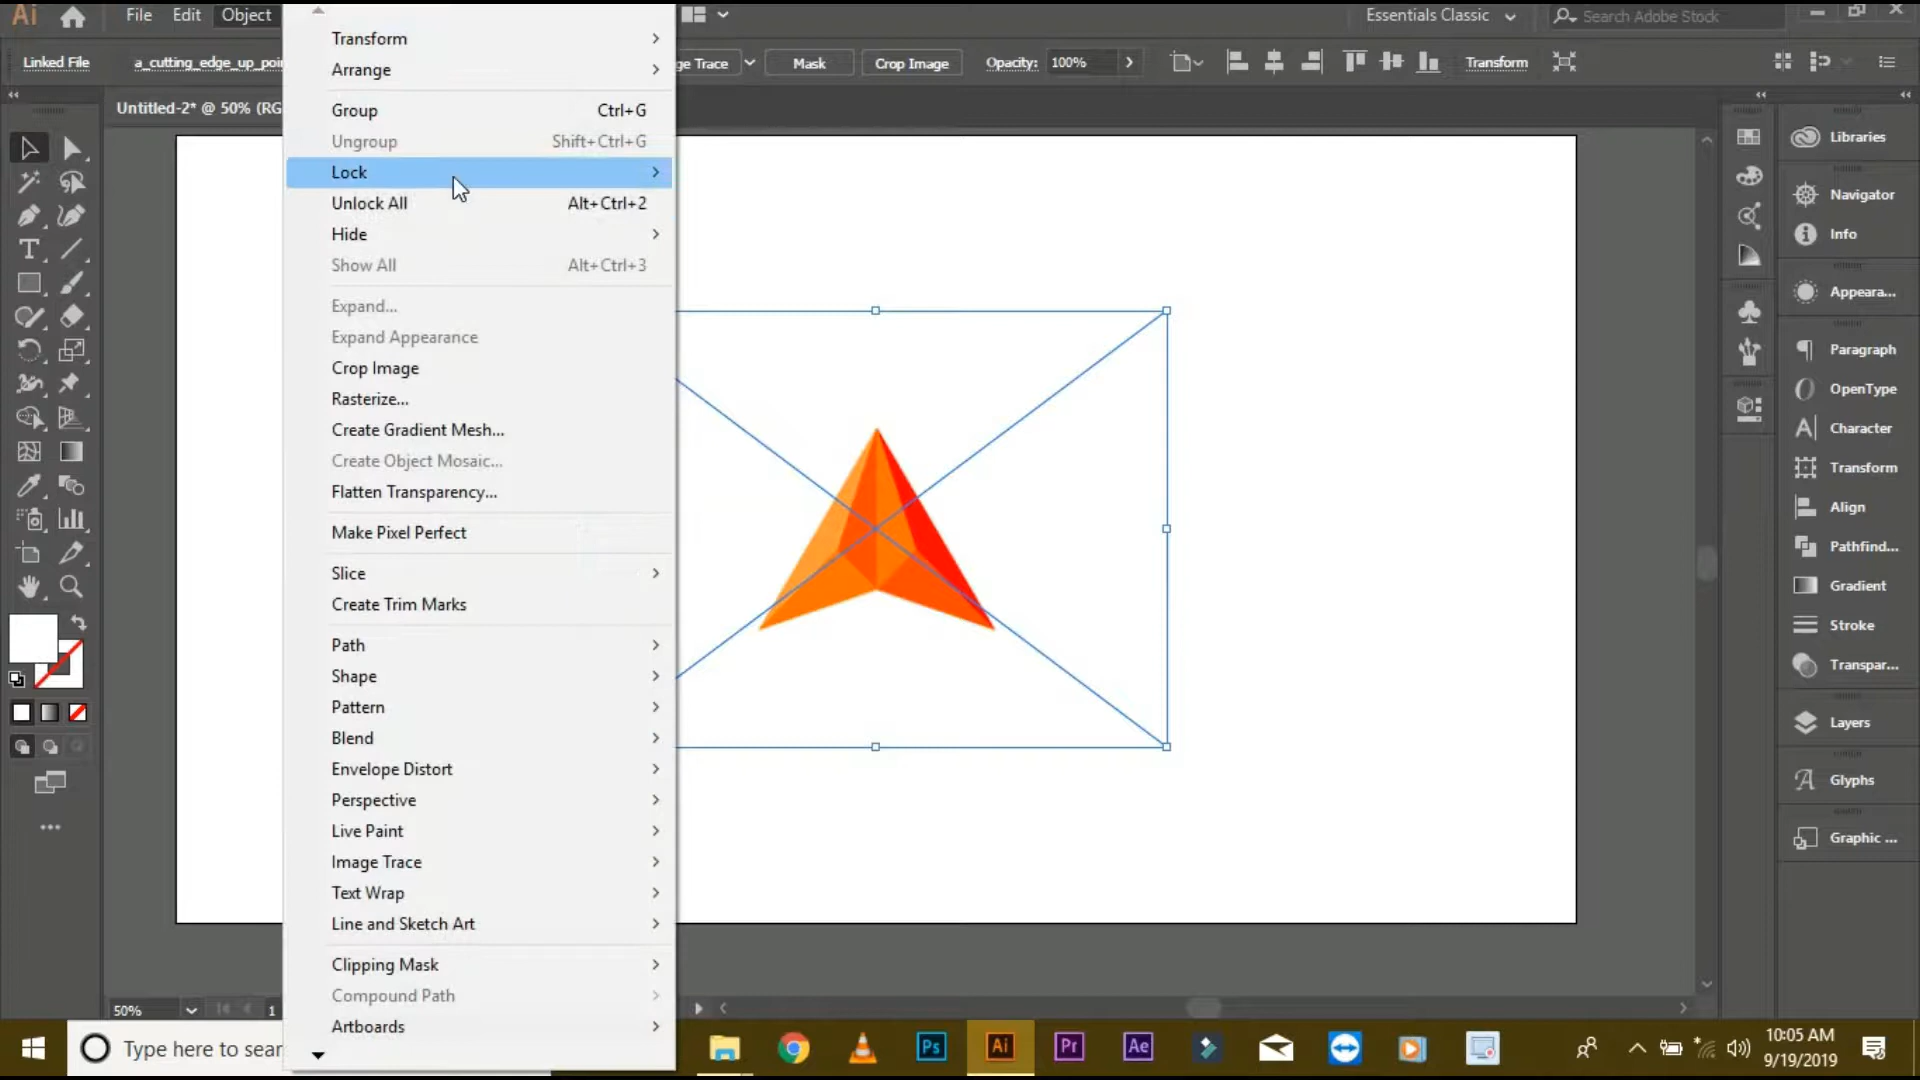 Ai File Edit Object Essentials Classic Search Adobe Stock
Linked File a_cutting_edge_up_poin ge Trace Mask Crop Image Opacity: 100% Transform
Untitled-2* @ 50% (RG
Transform
Arrange
Group Ctrl+G
Ungroup Shift+Ctrl+G
Lock
Unlock All Alt+Ctrl+2
Hide
Show All Alt+Ctrl+3
Expand...
Expand Appearance
Crop Image
Rasterize...
Create Gradient Mesh...
Create Object Mosaic...
Flatten Transparency...
Make Pixel Perfect
Slice
Create Trim Marks
Path
Shape
Pattern
Blend
Envelope Distort
Perspective
Live Paint
Image Trace
Text Wrap
Line and Sketch Art
Clipping Mask
Compound Path
Artboards
Libraries
Navigator
Info
Appeara...
Paragraph
OpenType
Character
Transform
Align
Pathfind...
Gradient
Stroke
Transpar...
Layers
Glyphs
Graphic ...
50% 1
Type here to sear
Ps Ai Pr Ae
10:05 AM
9/19/2019